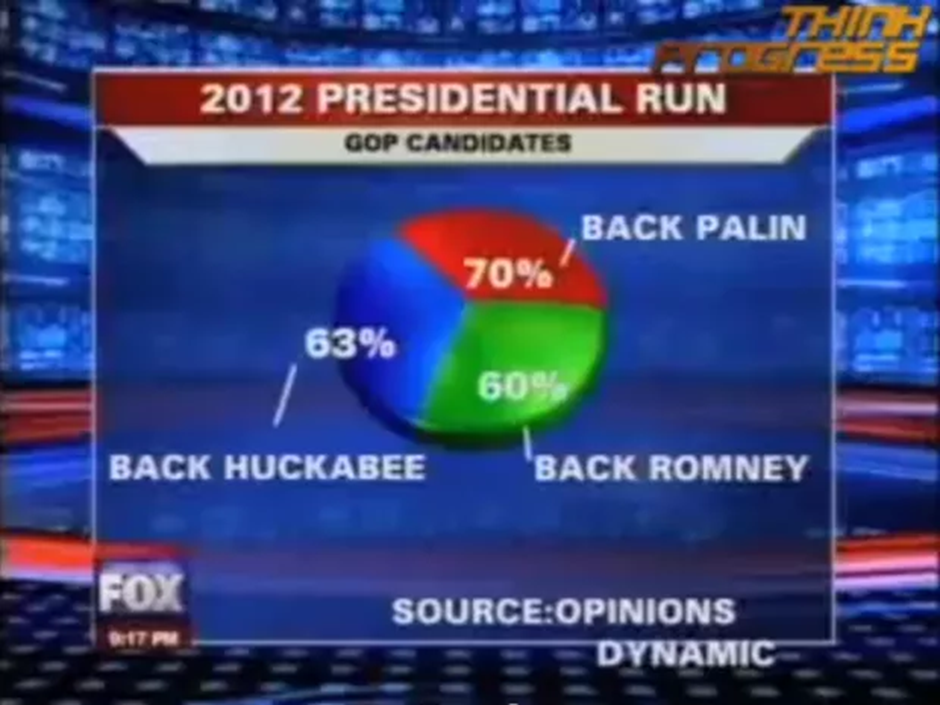 THINK
PROGRESS
2012 PRESIDENTIAL RUN
GOP CANDIDATES
BACK PALIN
70%
63%
60%
BACK HUCKABEE
BACK ROMNEY
FOX
9:17 PM
SOURCE:OPINIONS
DYNAMIC